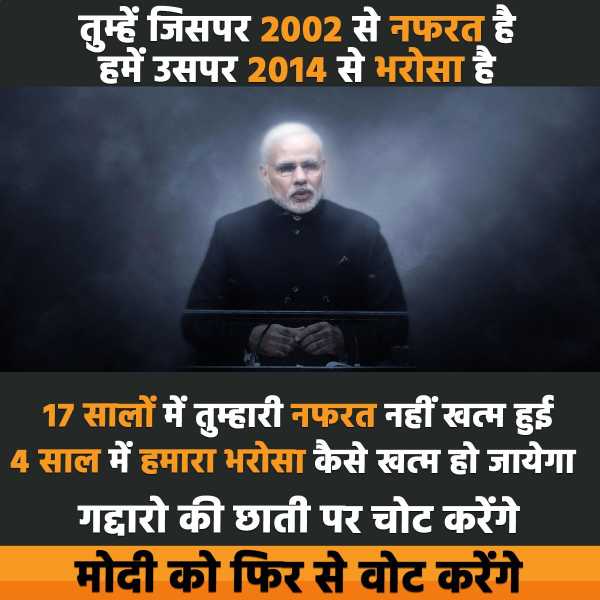 तुम्हें जिसपर 2002 से नफरत है
हमें उसपर 2014 से भरोसा है
17 सालों में तुम्हारी नफरत नहीं खत्म हुई
4 साल में हमारा भरोसा कैसे खत्म हो जायेगा
गद्दारो की छाती पर चोट करेंगे
मोदी को फिर से वोट करेंगे